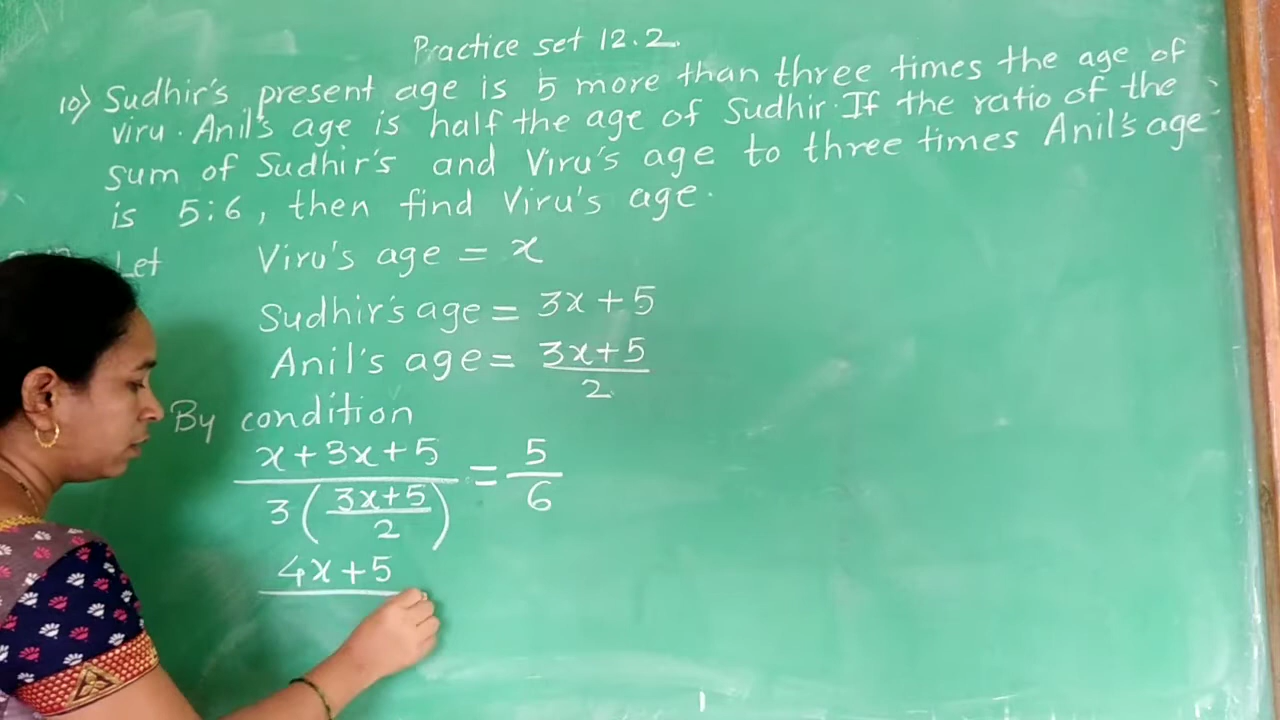 Practice set 12.2.
10) Sudhir's present age is 5 more than three times the age of
viru. Anil's age is half the age of Sudhir. If the ratio of the
sum of Sudhir's and Viru's age to three times Anil's age
is 5:6, then find Viru's age.
Let Viru's age = x
Sudhir's age = 3x+5
Anil's age = 3x+5
2
By condition
x+3x+5 / 3(3x+5 / 2) = 5 / 6
4x+5